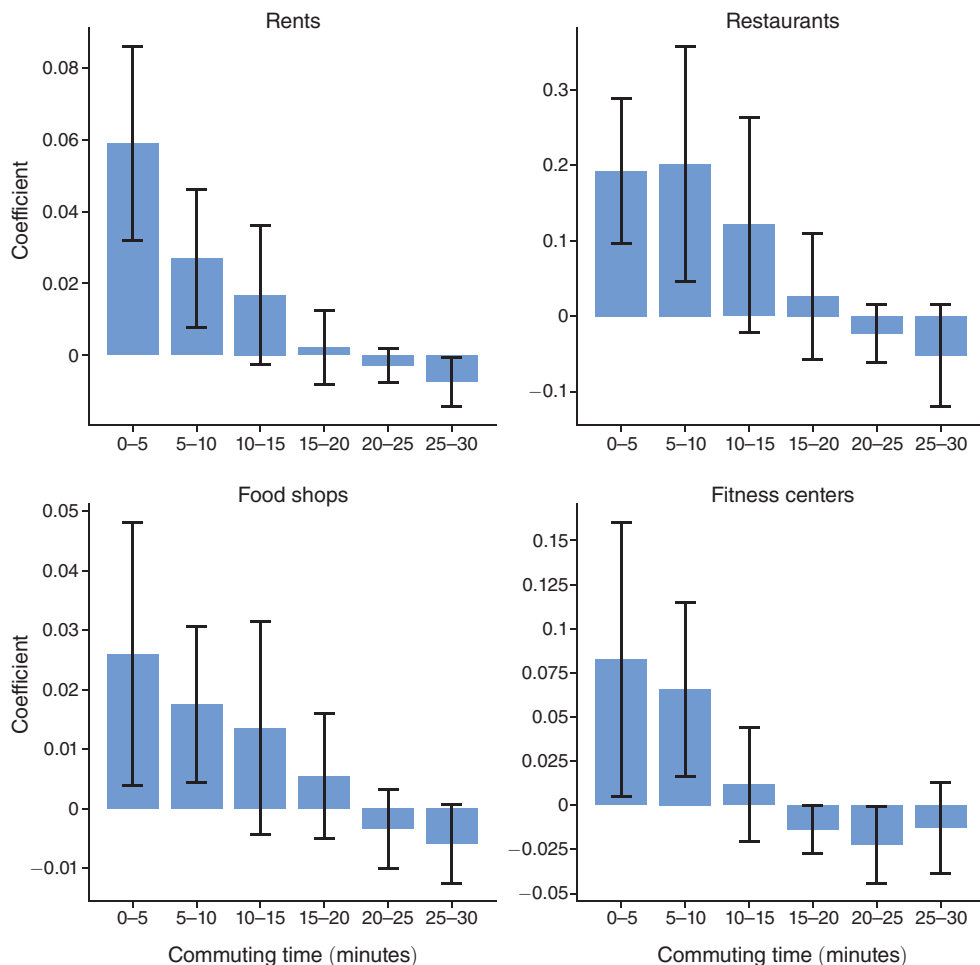 Rents
Coefficient
0.08
0.06
0.04
0.02
0
0–5 5–10 10–15 15–20 20–25 25–30
Restaurants
0.3
0.2
0.1
0
−0.1
0–5 5–10 10–15 15–20 20–25 25–30
Food shops
Coefficient
0.05
0.04
0.03
0.02
0.01
0
−0.01
0–5 5–10 10–15 15–20 20–25 25–30
Commuting time (minutes)
Fitness centers
0.15
0.125
0.1
0.075
0.05
0.025
0
−0.025
−0.05
0–5 5–10 10–15 15–20 20–25 25–30
Commuting time (minutes)